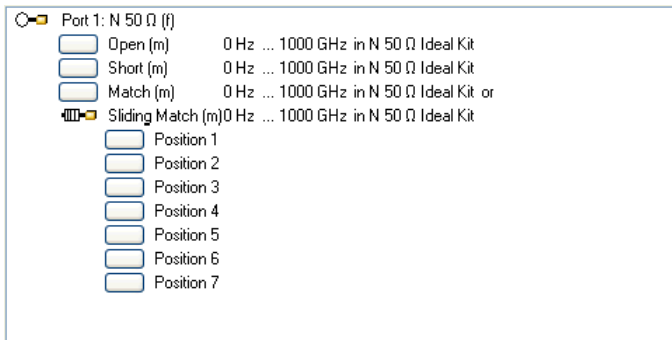 Port 1: N 50 Ω (f)
Open (m) 0 Hz ... 1000 GHz in N 50 Ω Ideal Kit
Short (m) 0 Hz ... 1000 GHz in N 50 Ω Ideal Kit
Match (m) 0 Hz ... 1000 GHz in N 50 Ω Ideal Kit or
Sliding Match (m) 0 Hz ... 1000 GHz in N 50 Ω Ideal Kit
Position 1
Position 2
Position 3
Position 4
Position 5
Position 6
Position 7